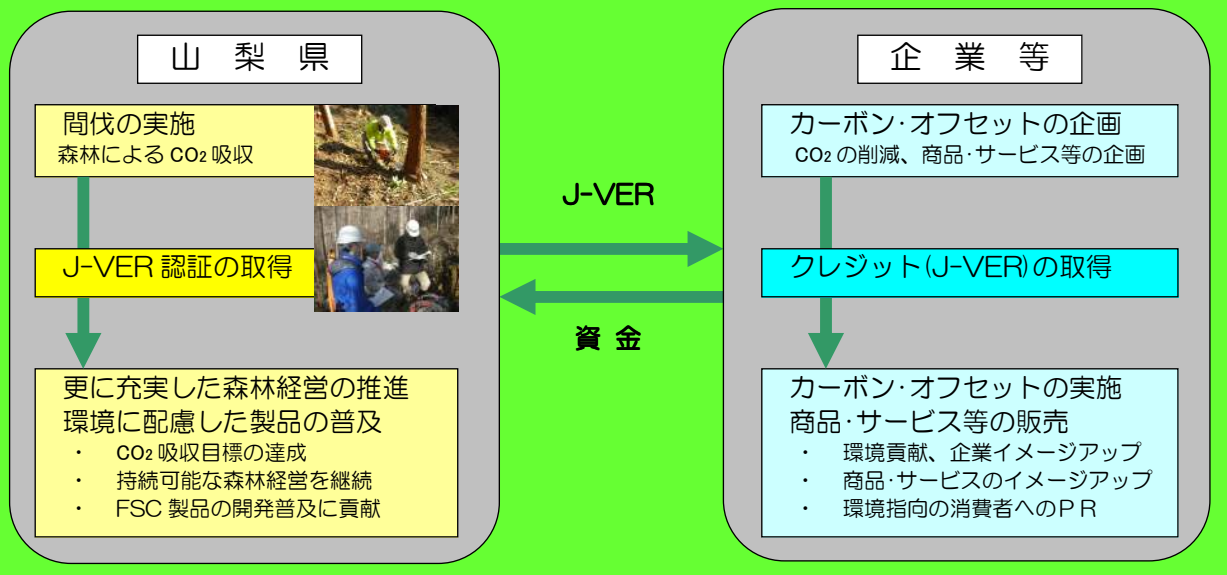 山 梨 県
間伐の実施
森林による CO₂ 吸収
J-VER 認証の取得
更に充実した森林経営の推進
環境に配慮した製品の普及
・ CO₂ 吸収目標の達成
・ 持続可能な森林経営を継続
・ FSC 製品の開発普及に貢献
J-VER
資 金
企 業 等
カーボン・オフセットの企画
CO₂ の削減、商品・サービス等の企画
クレジット(J-VER)の取得
カーボン・オフセットの実施
商品・サービス等の販売
・ 環境貢献、企業イメージアップ
・ 商品・サービスのイメージアップ
・ 環境指向の消費者へのPR